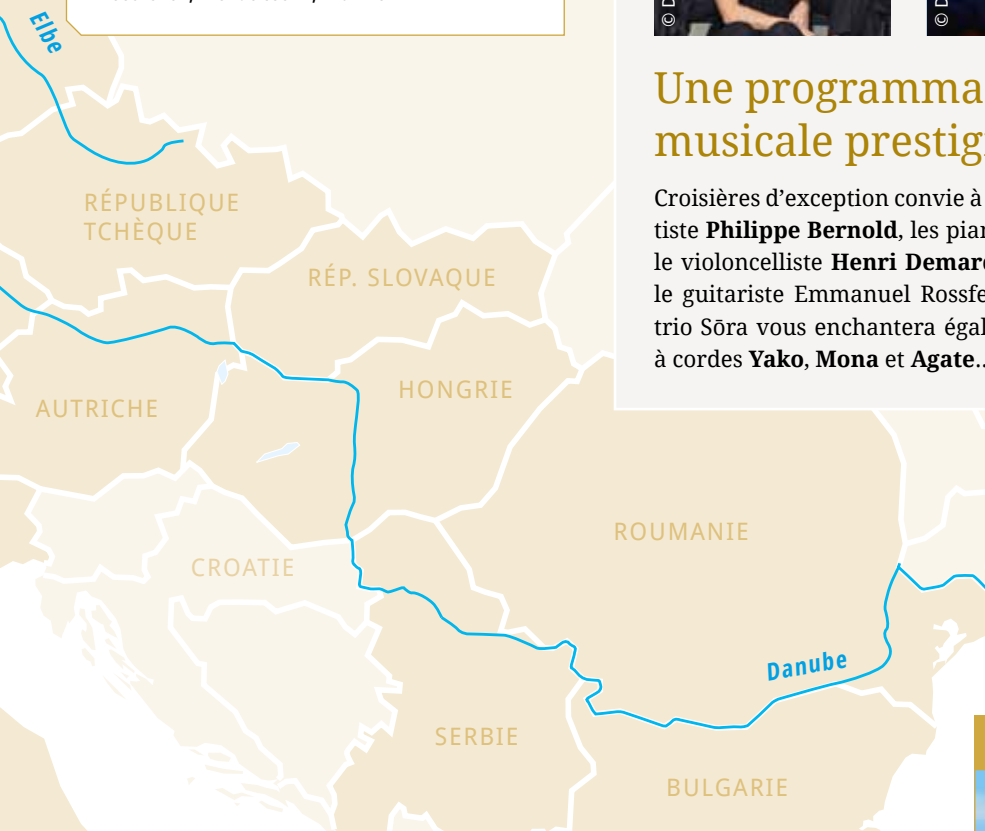 Elbe
©
©
Une programma
musicale prestig
Croisières d’exception convie à
tiste Philippe Bernold, les pian
le violoncelliste Henri Demar
le guitariste Emmanuel Rossfe
trio Sōra vous enchantera égal
à cordes Yako, Mona et Agate..
RÉPUBLIQUE
TCHÈQUE
RÉP. SLOVAQUE
HONGRIE
AUTRICHE
ROUMANIE
CROATIE
Danube
SERBIE
BULGARIE